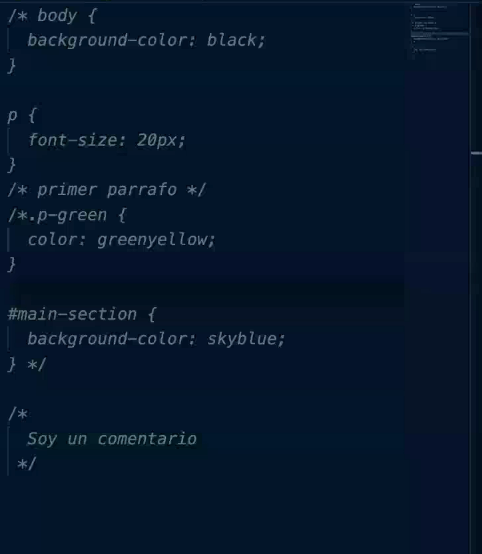 /* body {
background-color: black;
}
p {
font-size: 20px;
}
/* primer parrafo */
/*.p-green {
color: greenyellow;
}
#main-section {
background-color: skyblue;
} */
/*
Soy un comentario
*/